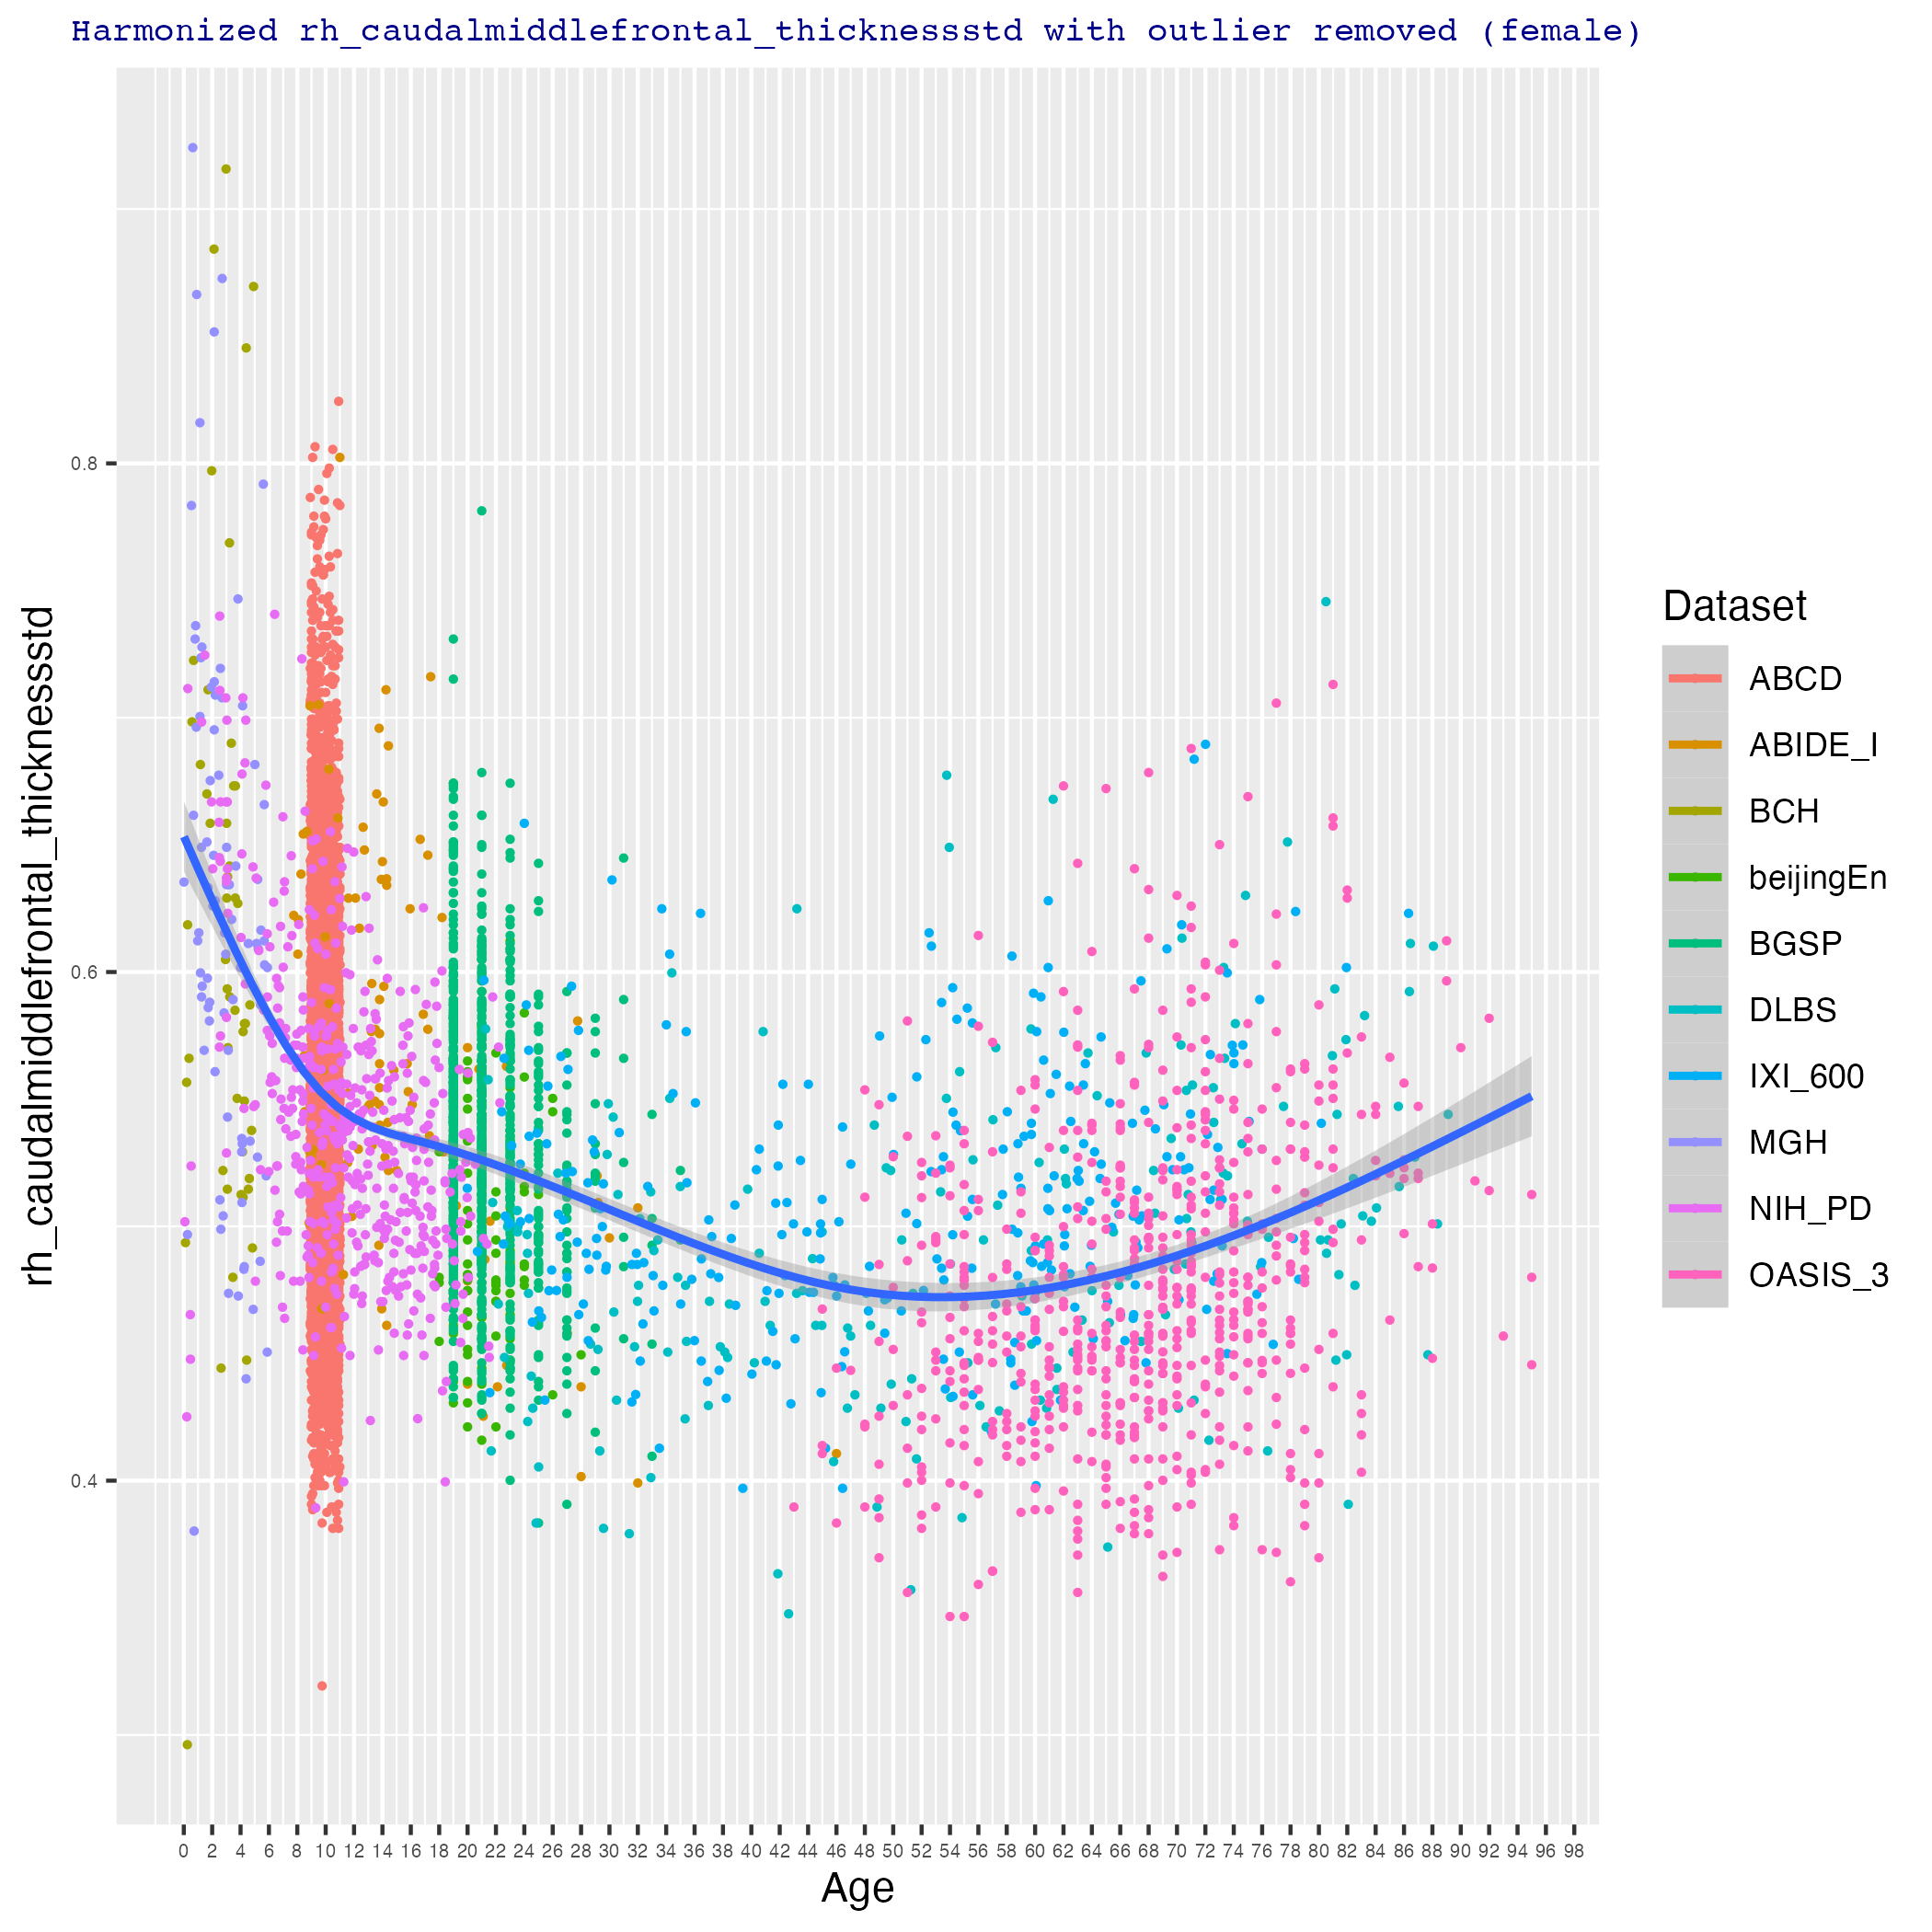 Harmonized rh_caudalmiddlefrontal_thicknessstd with outlier removed (female)
rh_caudalmiddlefrontal_thicknessstd
0.8
0.6
0.4
0 2 4 6 8 10 12 14 16 18 20 22 24 26 28 30 32 34 36 38 40 42 44 46 48 50 52 54 56 58 60 62 64 66 68 70 72 74 76 78 80 82 84 86 88 90 92 94 96 98
Age
Dataset
ABCD
ABIDE_I
BCH
beijingEn
BGSP
DLBS
IXI_600
MGH
NIH_PD
OASIS_3